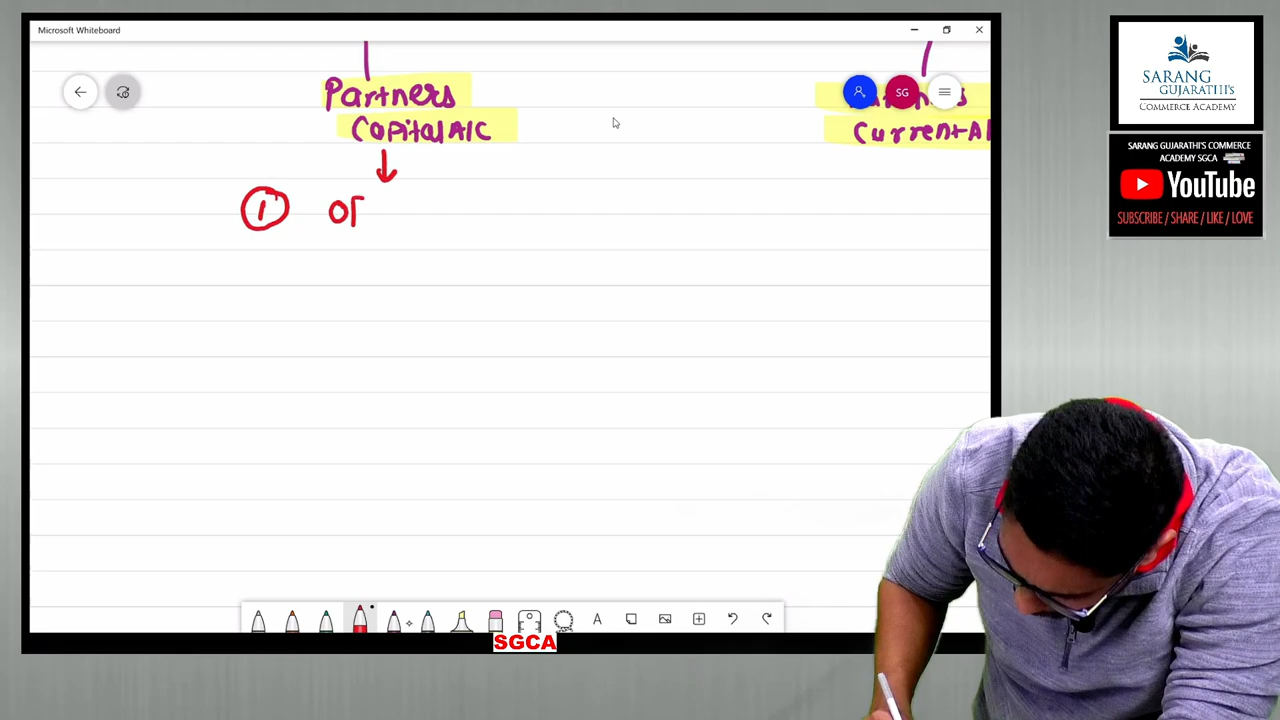 Microsoft Whiteboard
Partners
Capital A/C
Current A
① or
SG
SARANG
GUJARATHI'S
COMMERCE ACADEMY
SARANG GUJARATHI'S COMMERCE
ACADEMY SGCA
YouTube
SUBSCRIBE / SHARE / LIKE / LOVE
SGCA